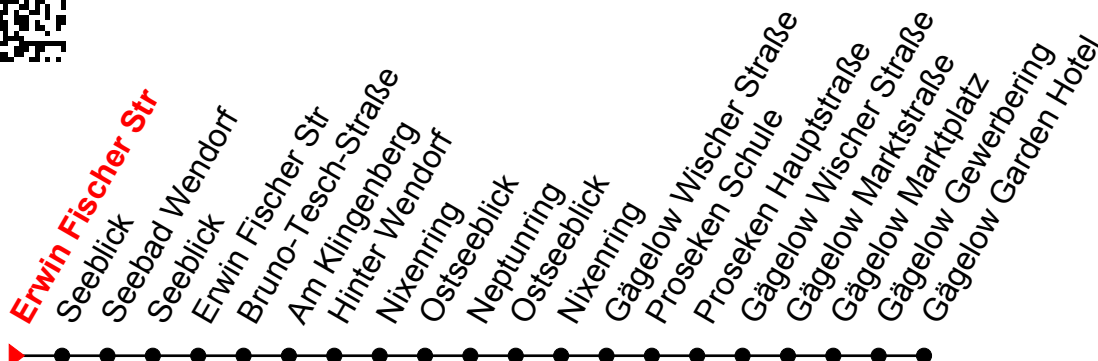 Erwin Fischer Str
Seeblick
Seebad Wendorf
Seeblick
Erwin Fischer Str
Bruno-Tesch-Straße
Am Klingenberg
Hinter Wendorf
Nixenring
Ostseeblick
Neptunring
Ostseeblick
Nixenring
Gägelow Wischer Straße
Proseken Schule
Proseken Hauptstraße
Gägelow Wischer Straße
Gägelow Marktstraße
Gägelow Marktplatz
Gägelow Gewerbering
Gägelow Garden Hotel